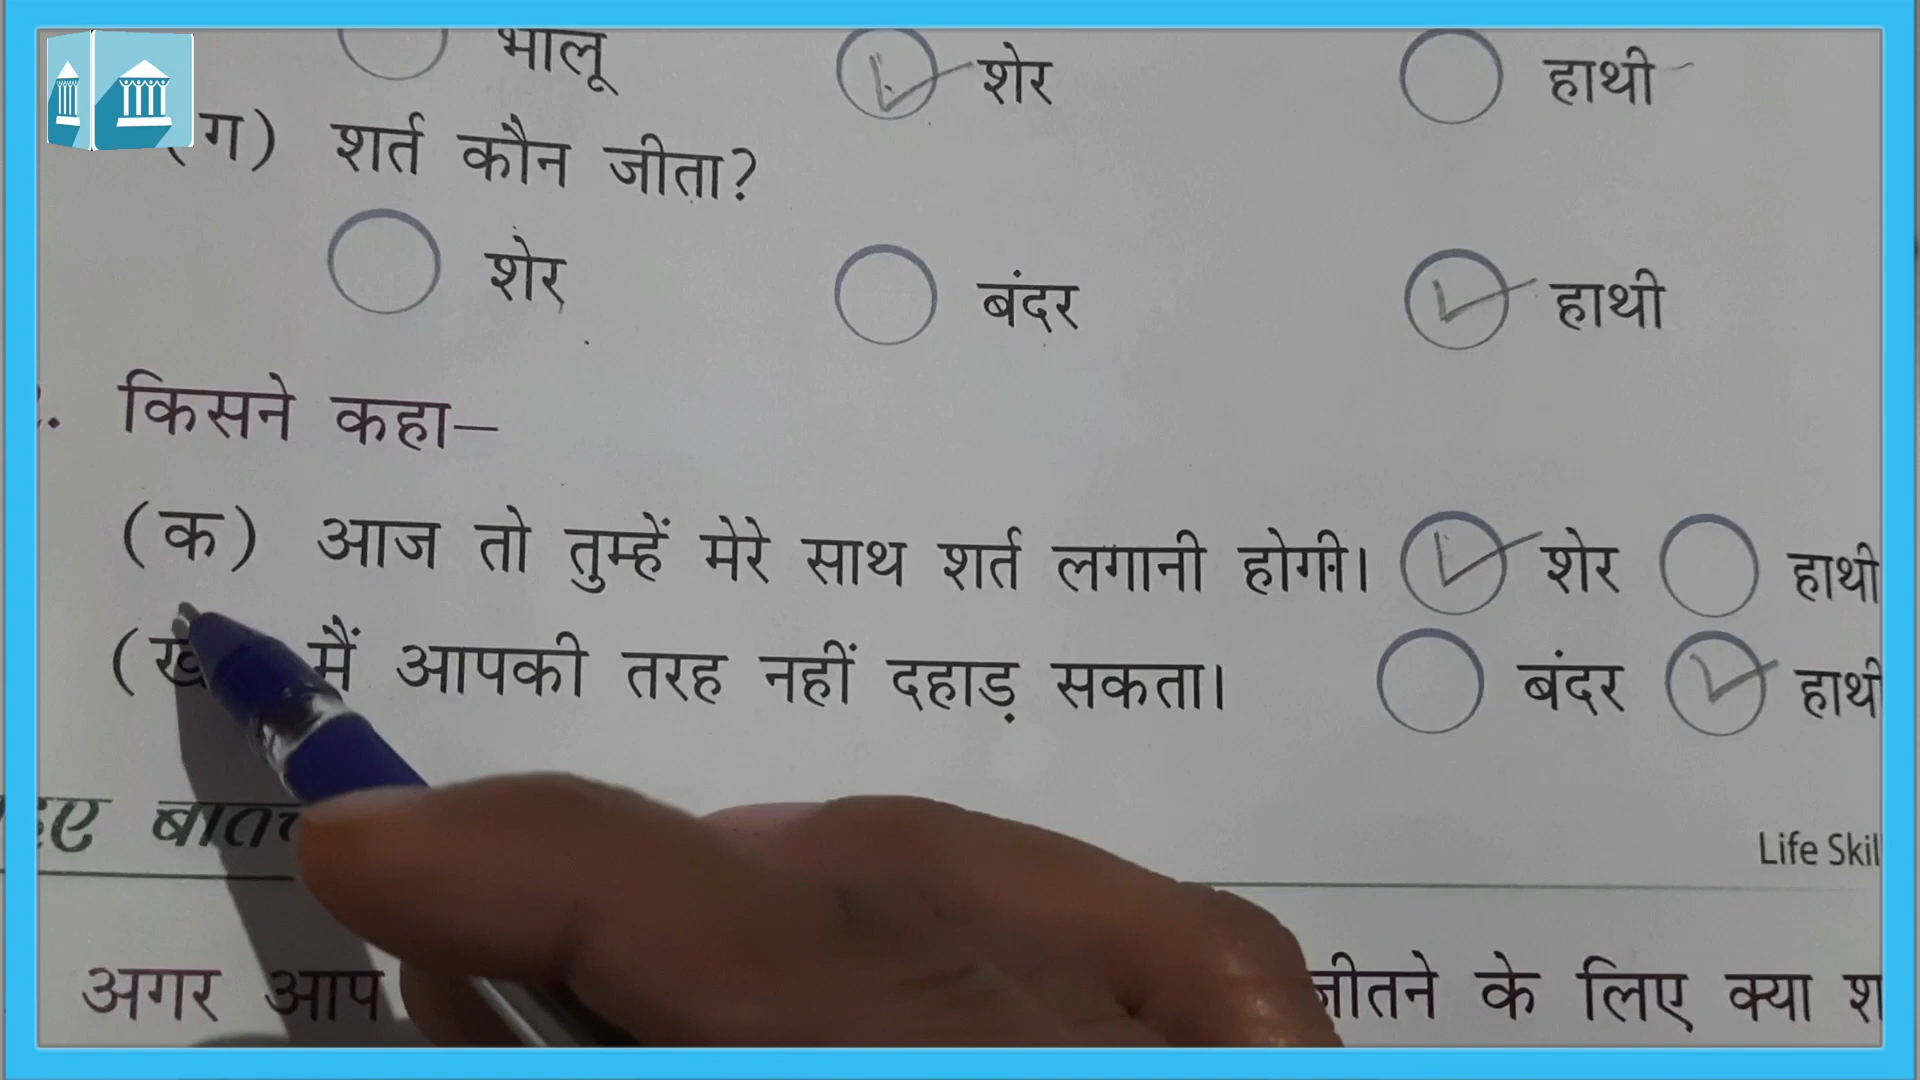 भालू शेर हाथी
(ग) शर्त कौन जीता?
शेर बंदर हाथी
किसने कहा–
(क) आज तो तुम्हें मेरे साथ शर्त लगानी होगी। शेर हाथी
(ख मैं आपकी तरह नहीं दहाड़ सकता। बंदर हाथी
Life Skil
अगर आप जीतने के लिए क्या